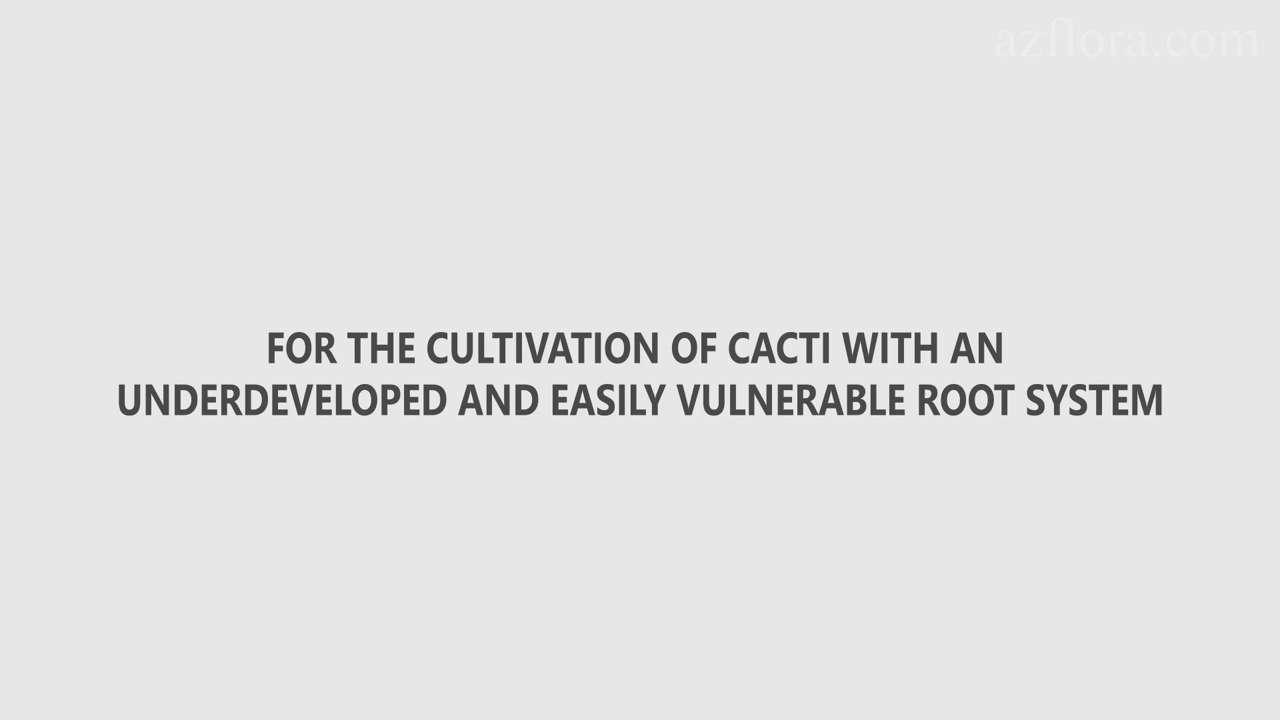 azflora.com
FOR THE CULTIVATION OF CACTI WITH AN
UNDERDEVELOPED AND EASILY VULNERABLE ROOT SYSTEM